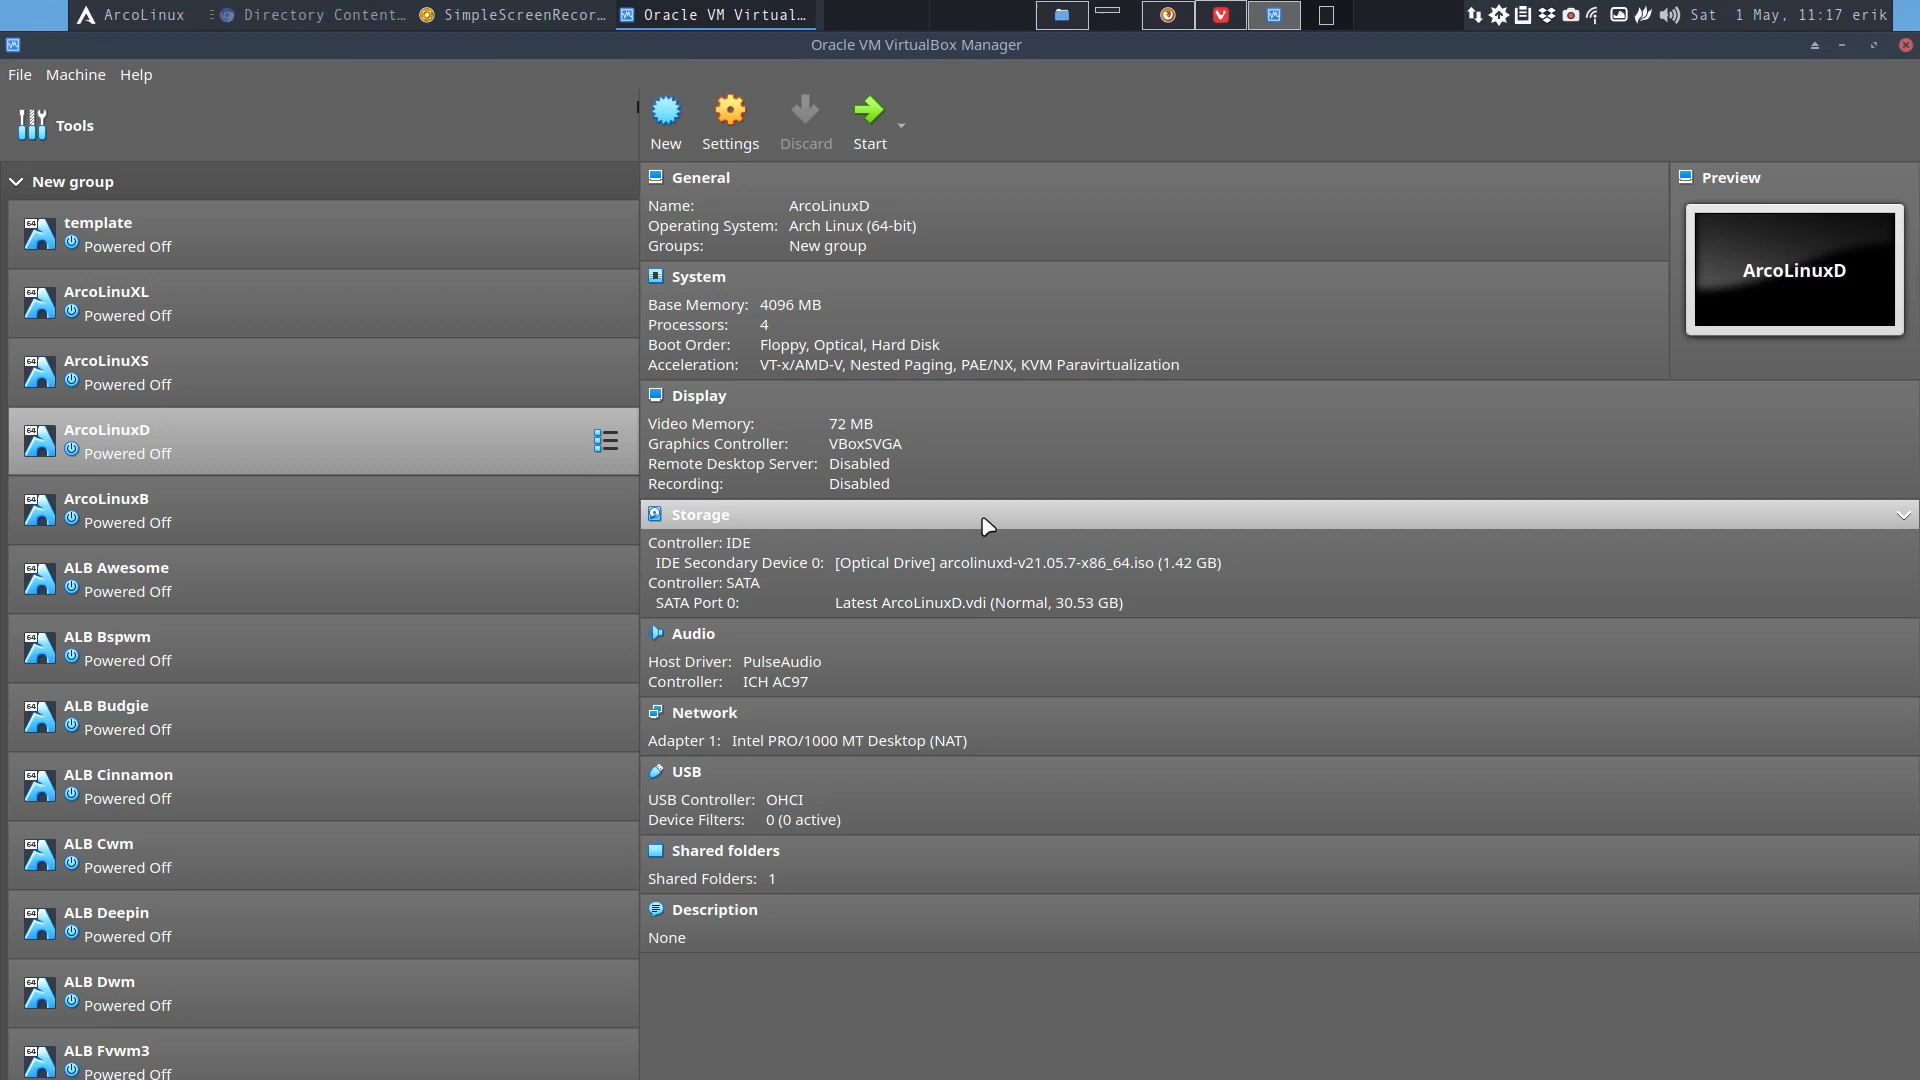 ArcoLinux
Directory Content…
SimpleScreenRecor…
Oracle VM Virtual…
Sat 1 May, 11:17 erik
Oracle VM VirtualBox Manager
File Machine Help
Tools
New Settings Discard Start
New group
template
Powered Off
ArcoLinuXL
Powered Off
ArcoLinuXS
Powered Off
ArcoLinuxD
Powered Off
ArcoLinuxB
Powered Off
ALB Awesome
Powered Off
ALB Bspwm
Powered Off
ALB Budgie
Powered Off
ALB Cinnamon
Powered Off
ALB Cwm
Powered Off
ALB Deepin
Powered Off
ALB Dwm
Powered Off
ALB Fvwm3
Powered Off
General
Name: ArcoLinuxD
Operating System: Arch Linux (64-bit)
Groups: New group
System
Base Memory: 4096 MB
Processors: 4
Boot Order: Floppy, Optical, Hard Disk
Acceleration: VT-x/AMD-V, Nested Paging, PAE/NX, KVM Paravirtualization
Preview
ArcoLinuxD
Display
Video Memory: 72 MB
Graphics Controller: VBoxSVGA
Remote Desktop Server: Disabled
Recording: Disabled
Storage
Controller: IDE
IDE Secondary Device 0: [Optical Drive] arcolinuxd-v21.05.7-x86_64.iso (1.42 GB)
Controller: SATA
SATA Port 0: Latest ArcoLinuxD.vdi (Normal, 30.53 GB)
Audio
Host Driver: PulseAudio
Controller: ICH AC97
Network
Adapter 1: Intel PRO/1000 MT Desktop (NAT)
USB
USB Controller: OHCI
Device Filters: 0 (0 active)
Shared folders
Shared Folders: 1
Description
None